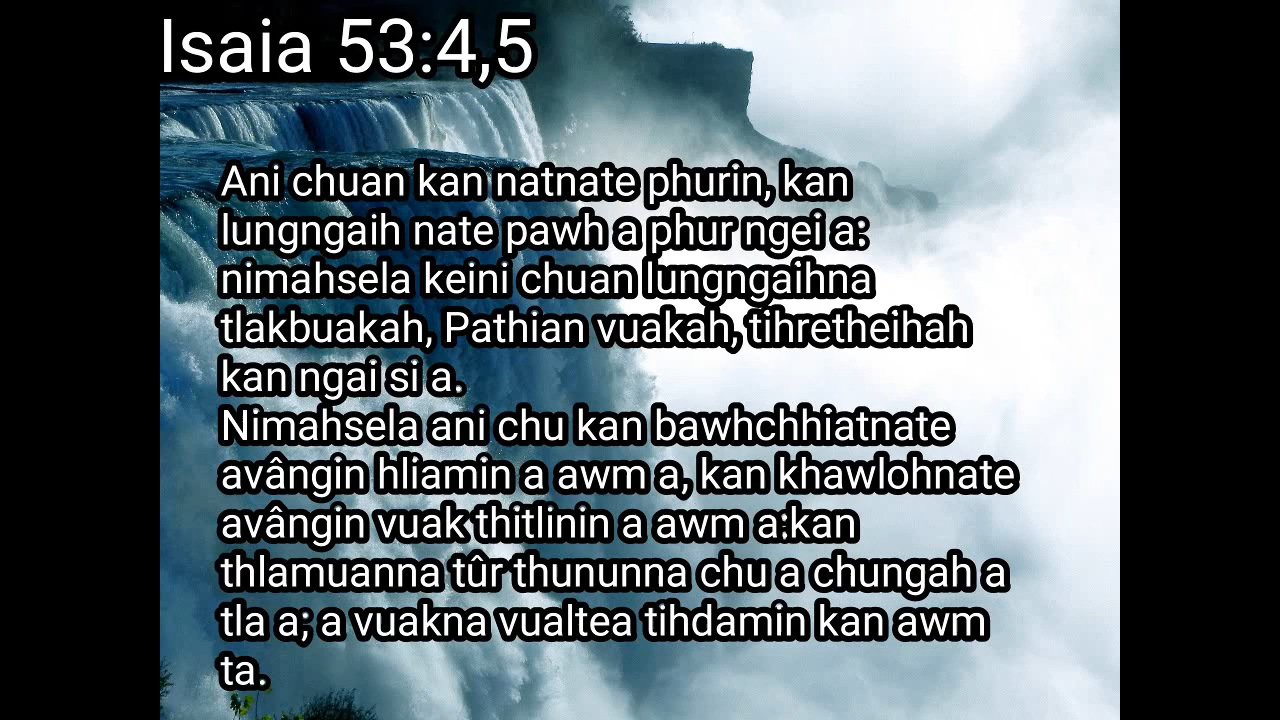 Isaia 53:4,5
Ani chuan kan natnate phurin, kan
lungngaih nate pawh a phur ngei a:
nimahsela keini chuan lungngaihna
tlakbuakah, Pathian vuakah, tihretheihah
kan ngai si a.
Nimahsela ani chu kan bawhchhiatnate
avângin hliamin a awm a, kan khawlohnate
avângin vuak thitlinin a awm a:kan
thlamuanna tûr thununna chu a chungah a
tla a; a vuakna vualtea tihdamin kan awm
ta.